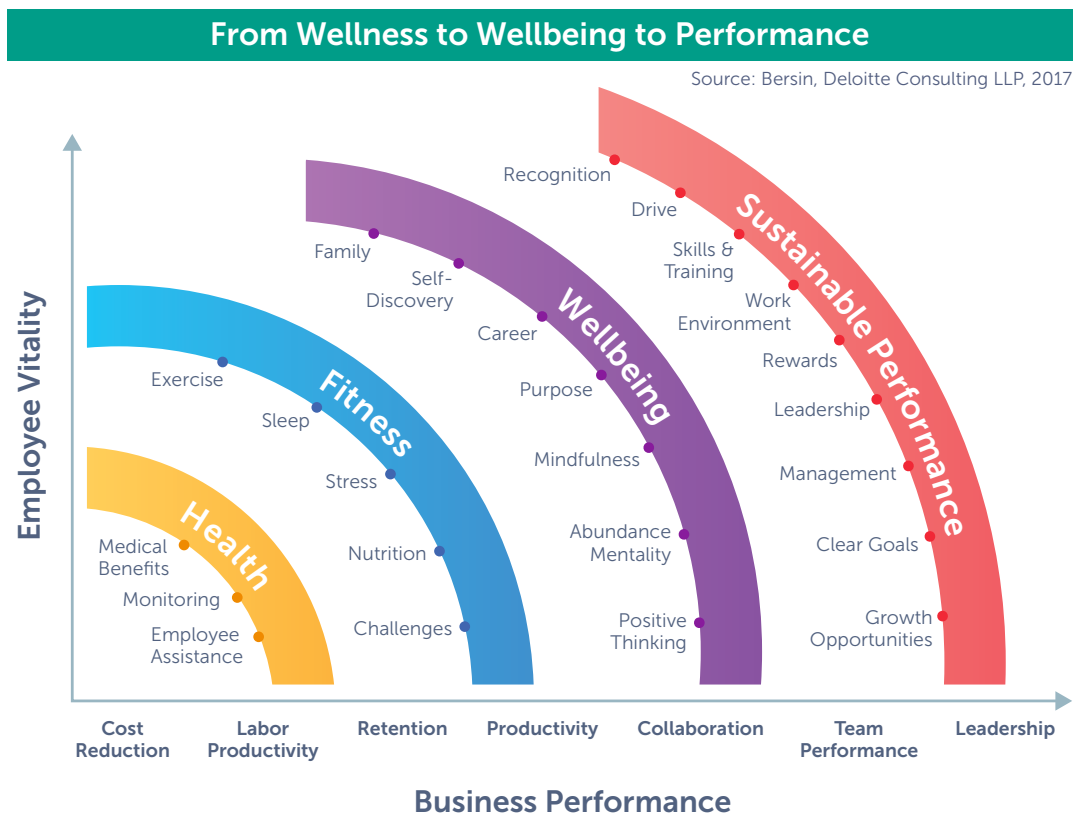 From Wellness to Wellbeing to Performance
Source: Bersin, Deloitte Consulting LLP, 2017
Employee Vitality
Health
Medical
Benefits
Monitoring
Employee
Assistance
Fitness
Exercise
Sleep
Stress
Nutrition
Challenges
Wellbeing
Family
Self-
Discovery
Career
Purpose
Mindfulness
Abundance
Mentality
Positive
Thinking
Sustainable Performance
Recognition
Drive
Skills &
Training
Work
Environment
Rewards
Leadership
Management
Clear Goals
Growth
Opportunities
Cost
Reduction
Labor
Productivity
Retention
Productivity
Collaboration
Team
Performance
Leadership
Business Performance